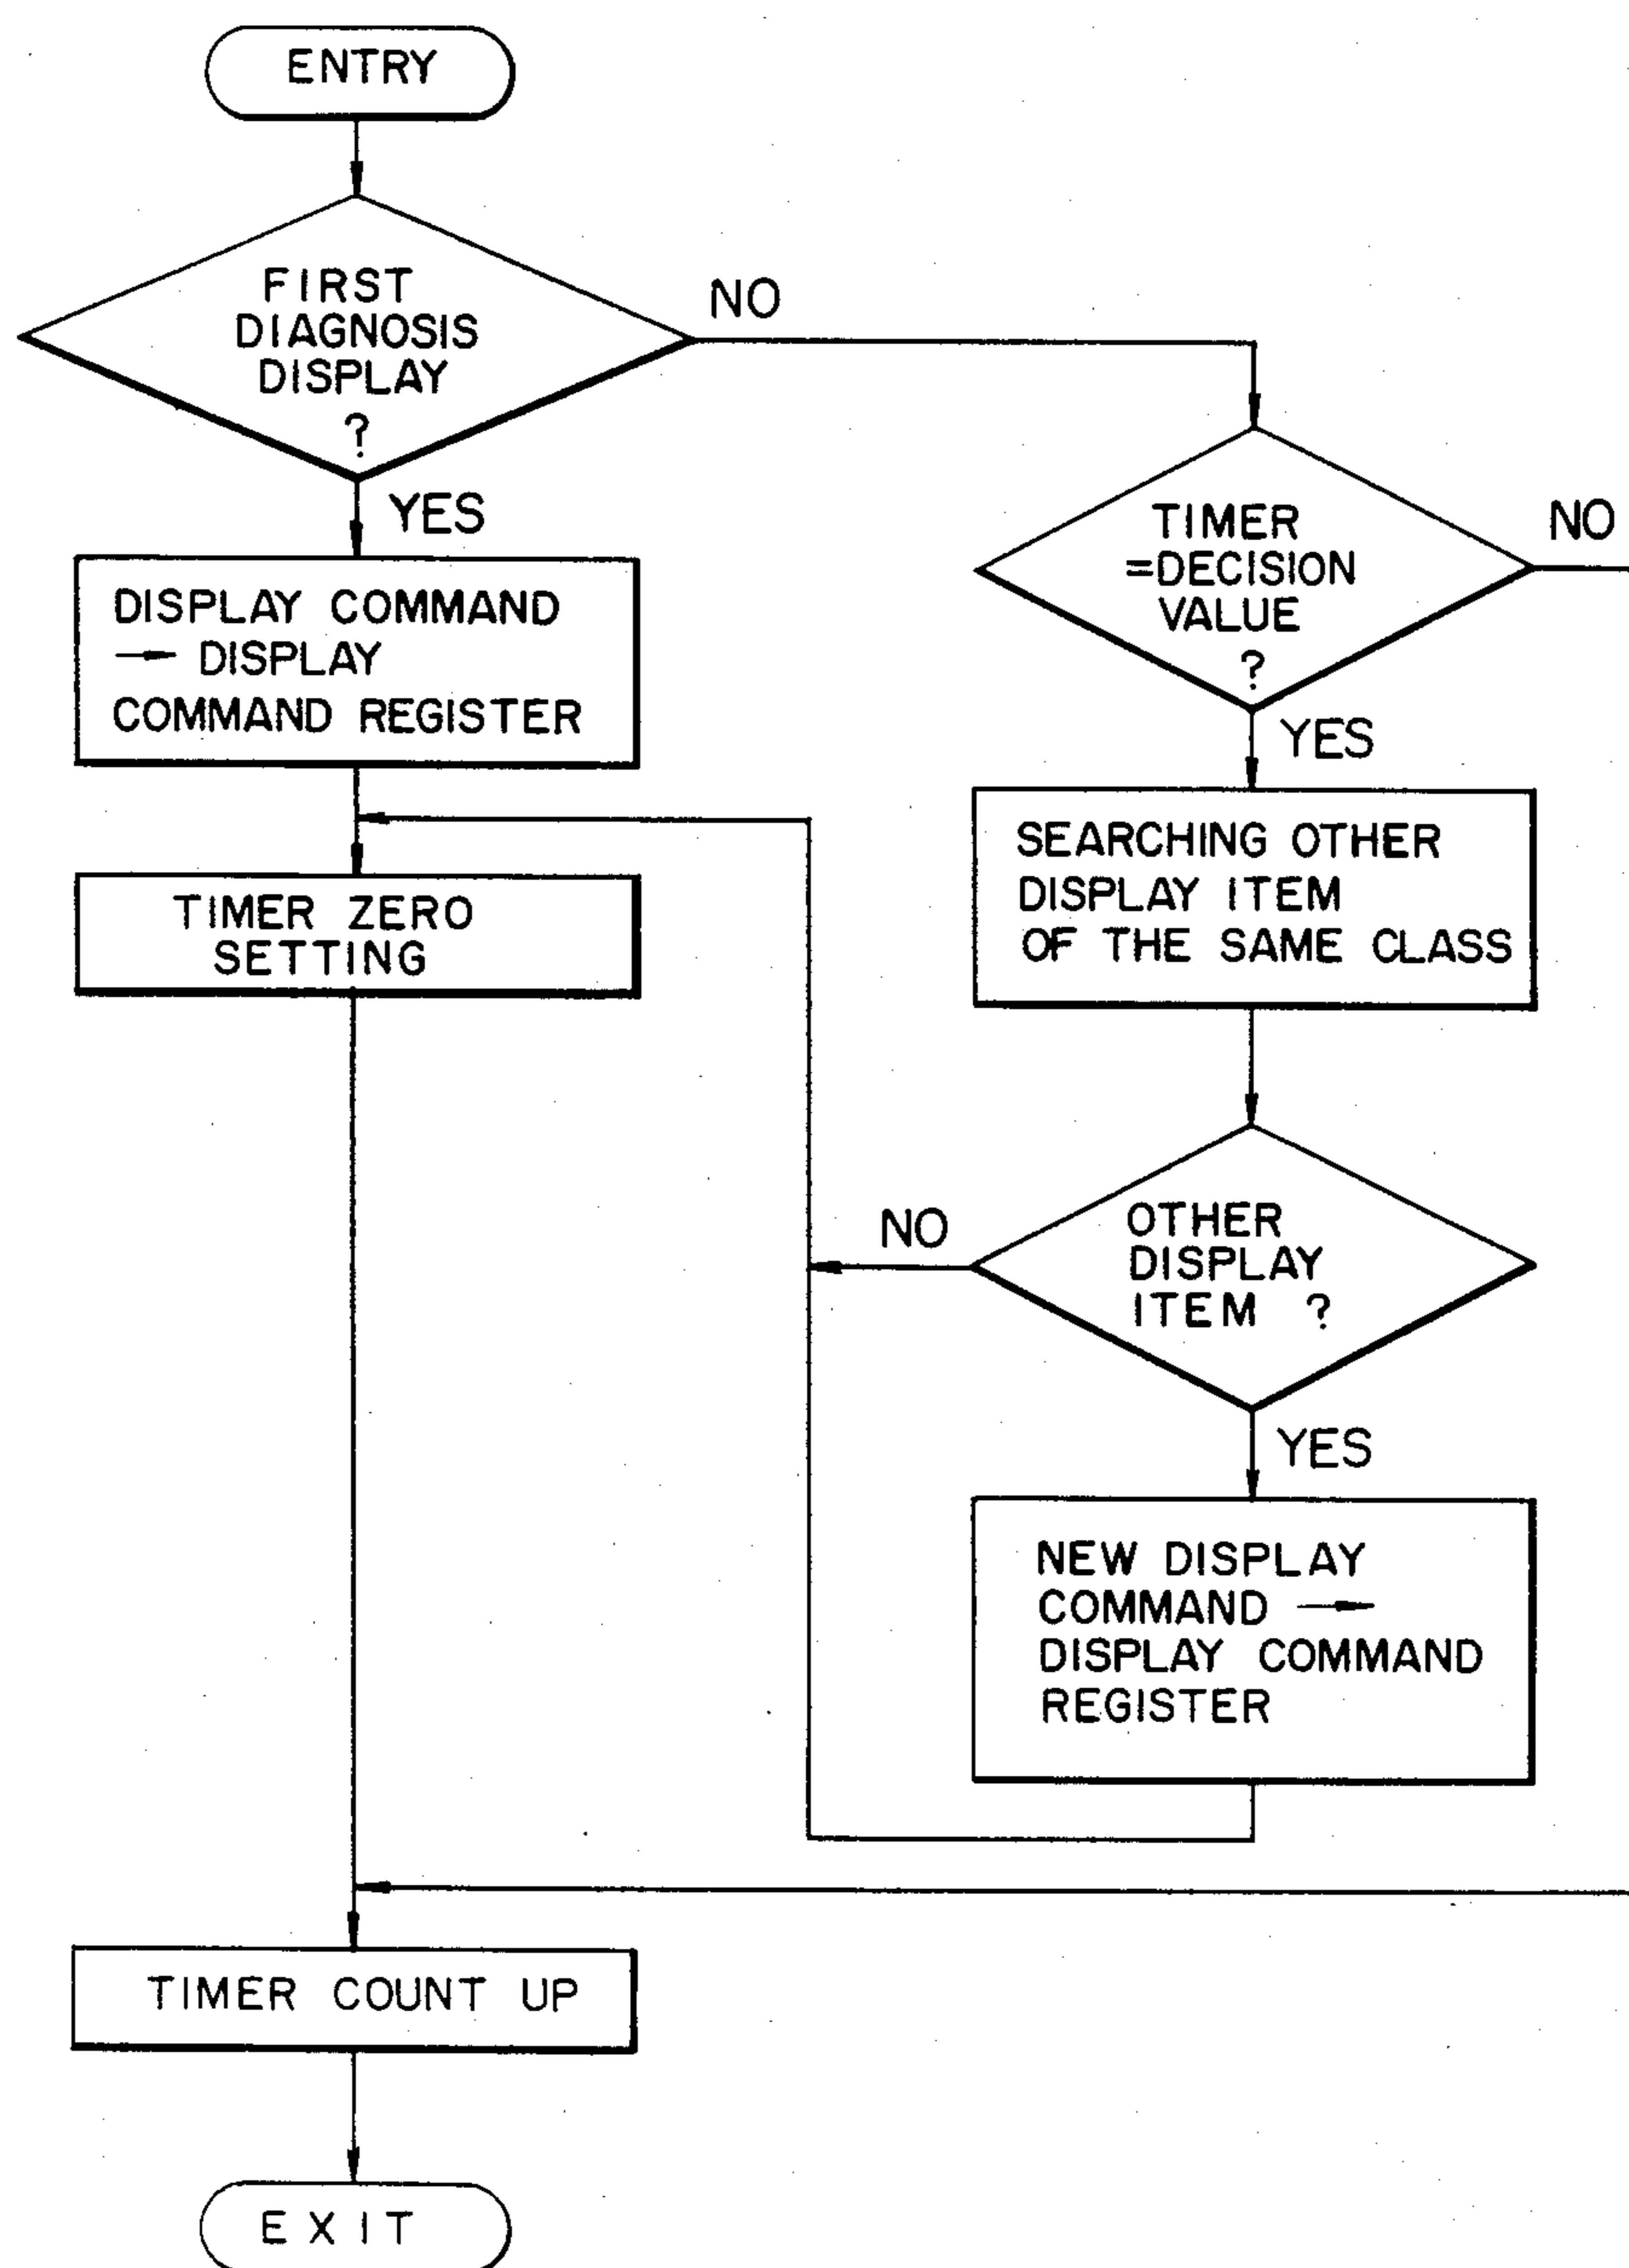 ENTRY
FIRST
DIAGNOSIS
DISPLAY
?
NO
YES
DISPLAY COMMAND
→ DISPLAY
COMMAND REGISTER
TIMER ZERO
SETTING
TIMER
=DECISION
VALUE
?
NO
YES
SEARCHING OTHER
DISPLAY ITEM
OF THE SAME CLASS
OTHER
DISPLAY
ITEM ?
NO
YES
NEW DISPLAY
COMMAND →
DISPLAY COMMAND
REGISTER
TIMER COUNT UP
EXIT